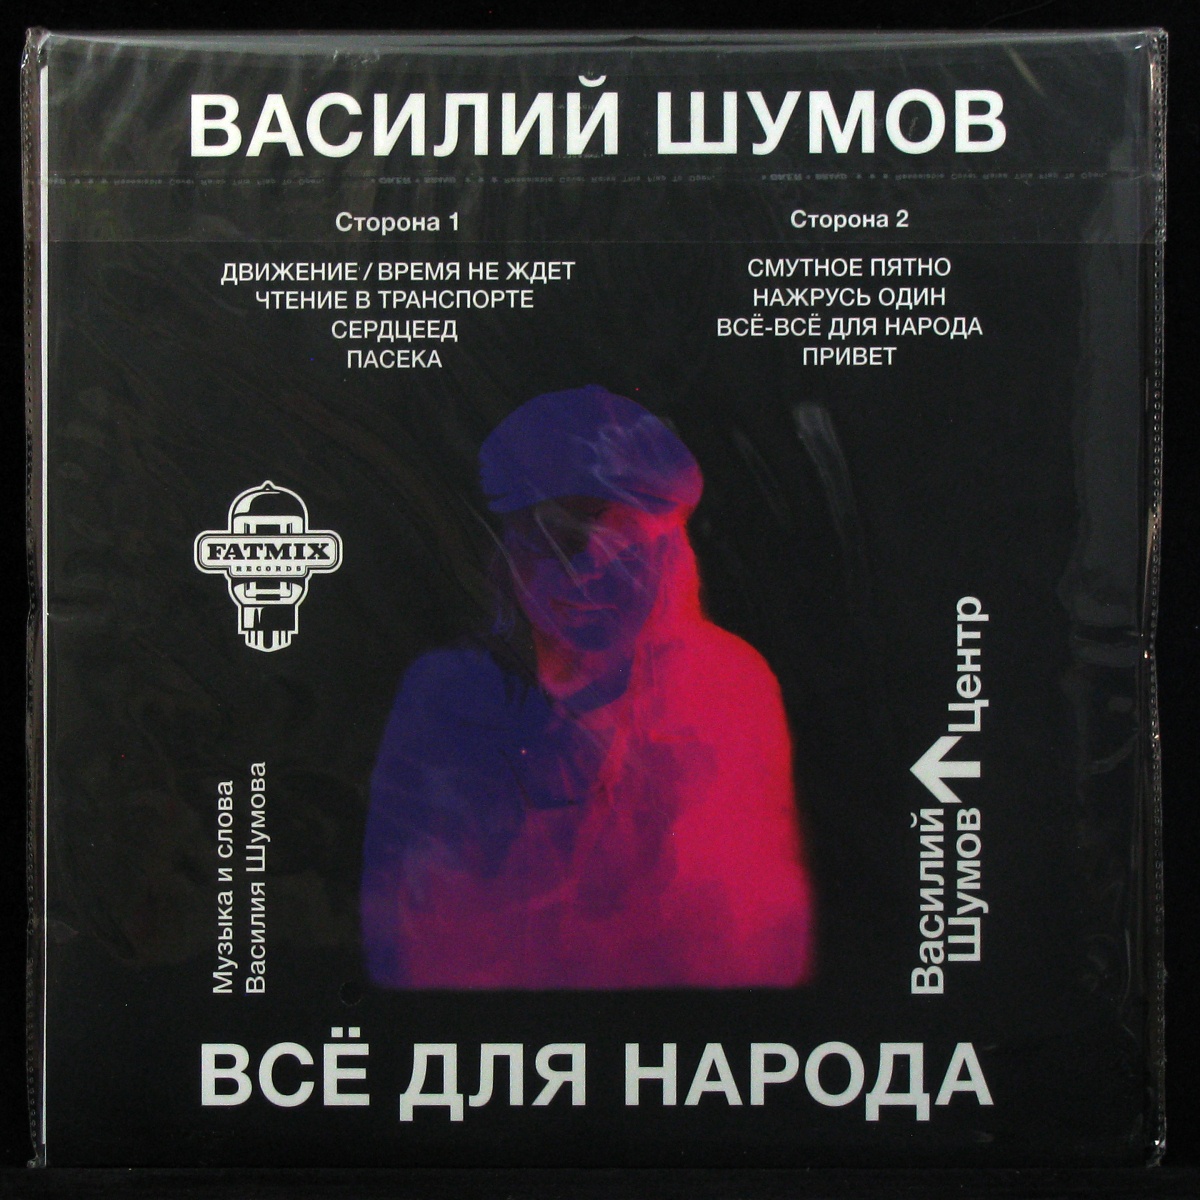 ВАСИЛИЙ ШУМОВ
Сторона 1
ДВИЖЕНИЕ / ВРЕМЯ НЕ ЖДЕТ
ЧТЕНИЕ В ТРАНСПОРТЕ
СЕРДЦЕЕД
ПАСЕКА
Сторона 2
СМУТНОЕ ПЯТНО
НАЖРУСЬ ОДИН
ВСЁ-ВСЁ ДЛЯ НАРОДА
ПРИВЕТ
FATMIX
RECORDS
Музыка и слова
Василия Шумова
Василий
Шумов
Центр
ВСЁ ДЛЯ НАРОДА